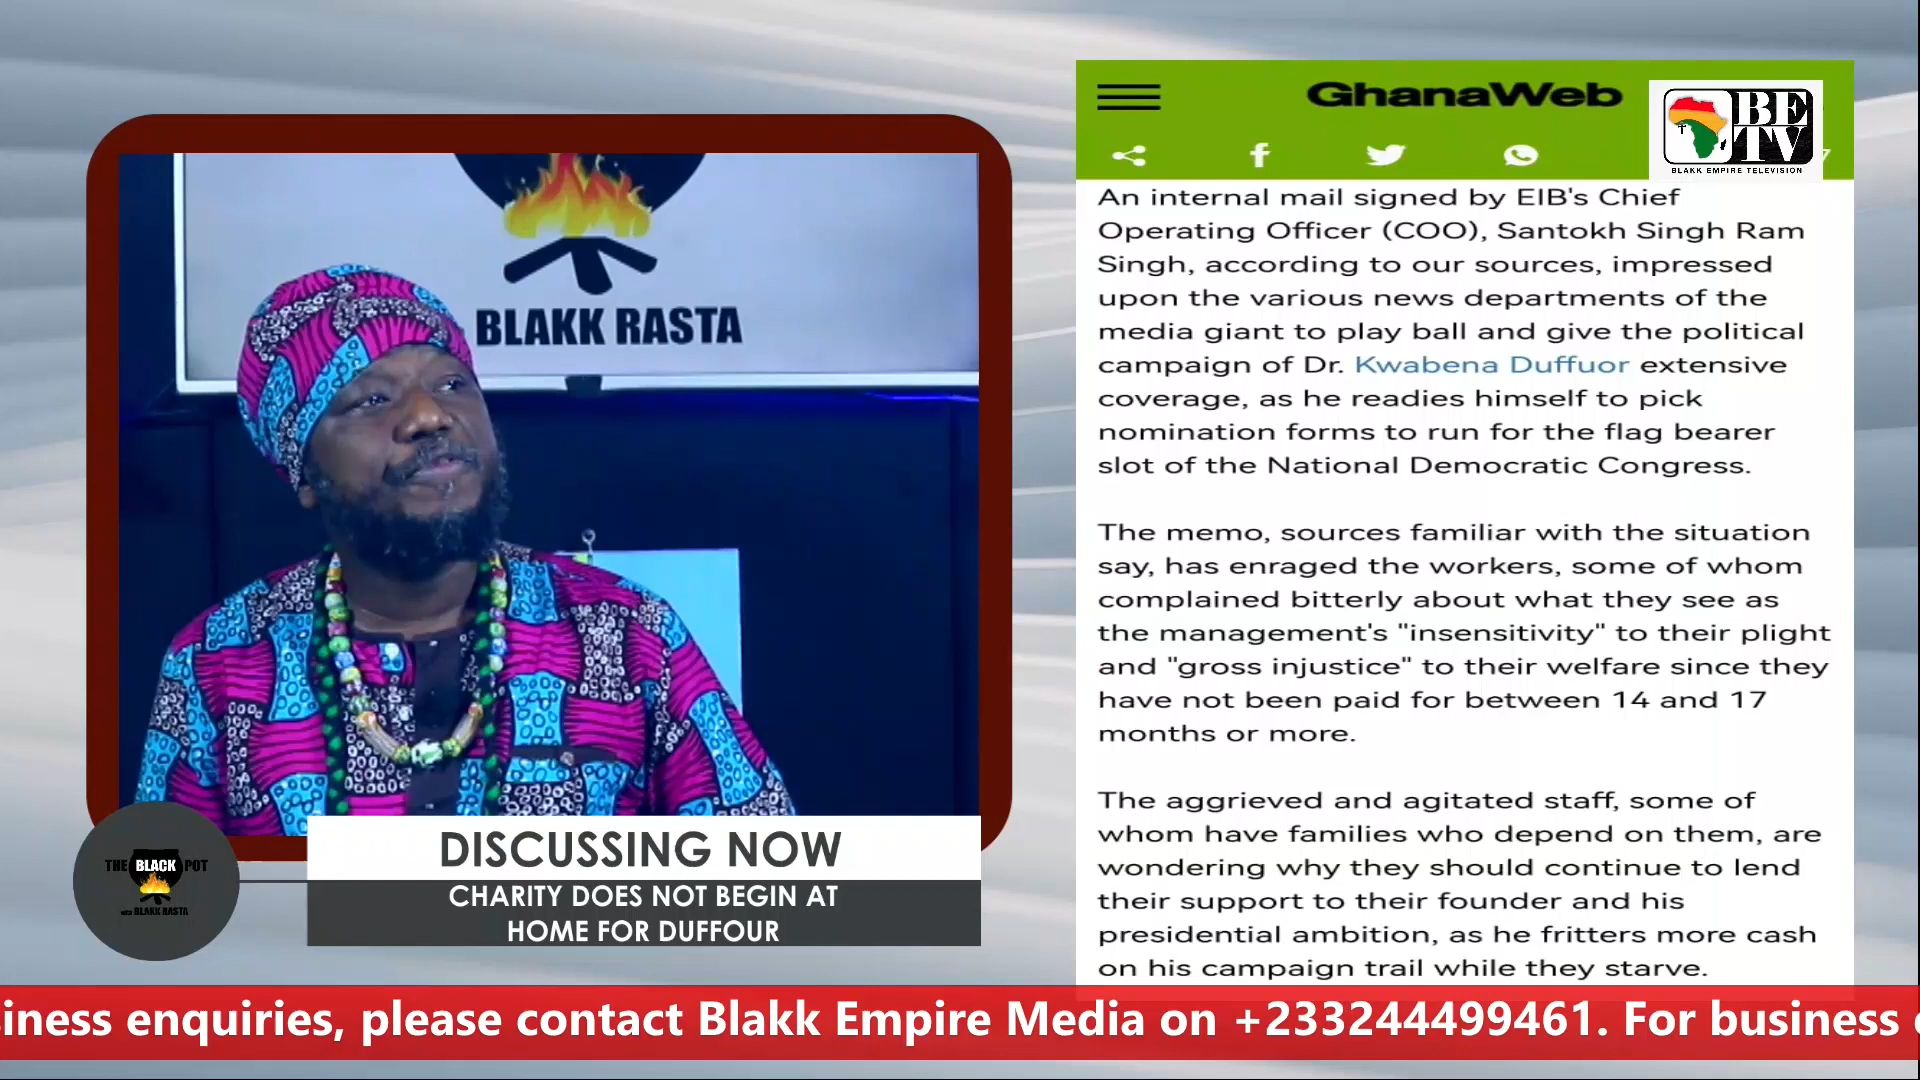 BLAKK RASTA
THE BLACK POT
with BLAKK RASTA
DISCUSSING NOW
CHARITY DOES NOT BEGIN AT
HOME FOR DUFFOUR
GhanaWeb
BE
TV
BLAKK EMPIRE TELEVISION
An internal mail signed by EIB's Chief
Operating Officer (COO), Santokh Singh Ram
Singh, according to our sources, impressed
upon the various news departments of the
media giant to play ball and give the political
campaign of Dr. Kwabena Duffuor extensive
coverage, as he readies himself to pick
nomination forms to run for the flag bearer
slot of the National Democratic Congress.
The memo, sources familiar with the situation
say, has enraged the workers, some of whom
complained bitterly about what they see as
the management's "insensitivity" to their plight
and "gross injustice" to their welfare since they
have not been paid for between 14 and 17
months or more.
The aggrieved and agitated staff, some of
whom have families who depend on them, are
wondering why they should continue to lend
their support to their founder and his
presidential ambition, as he fritters more cash
on his campaign trail while they starve.
iness enquiries, please contact Blakk Empire Media on +233244499461. For business